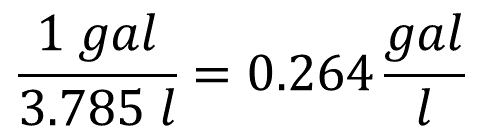 1 gal / 3.785 l = 0.264 gal / l